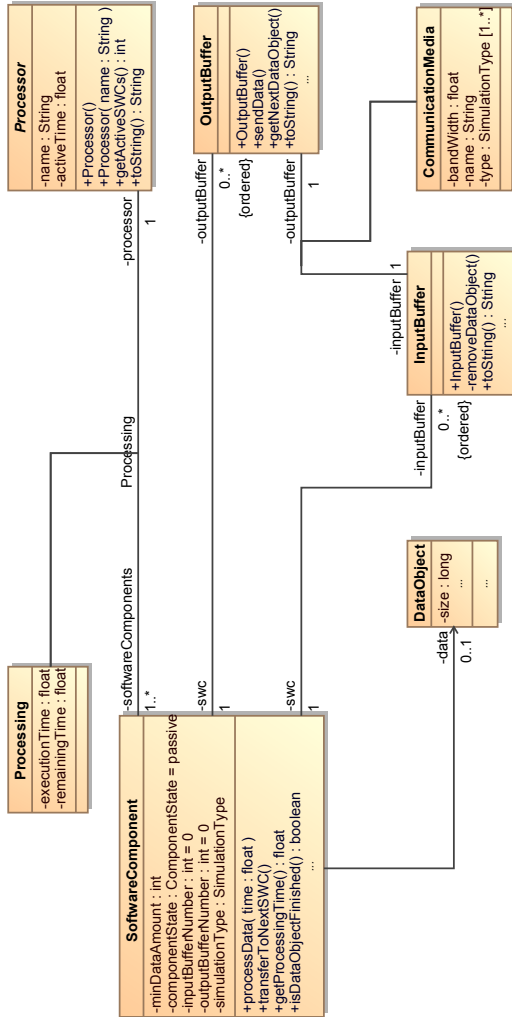 Processing
-executionTime : float
-remainingTime : float
Processor
-name : String
-activeTime : float
+Processor()
+Processor( name : String )
+getActiveSWCs() : int
+toString() : String
Processing
-softwareComponents
1..*
-processor
1
SoftwareComponent
-minDataAmount : int
-componentState : ComponentState = passive
-inputBufferNumber : int = 0
-outputBufferNumber : int = 0
-simulationType : SimulationType
+processData( time : float )
+transferToNextSWC()
+getProcessingTime() : float
+isDataObjectFinished() : boolean
...
-swc
1
-outputBuffer
0..*
{ordered}
OutputBuffer
+OutputBuffer()
+sendData()
+getNextDataObject()
+toString() : String
...
-outputBuffer
1
-swc
1
-inputBuffer
0..*
{ordered}
-inputBuffer
1
InputBuffer
+InputBuffer()
-removeDataObject()
+toString() : String
...
CommunicationMedia
-bandWidth : float
-name : String
-type : SimulationType [1..*]
-data
0..1
DataObject
-size : long
...
...